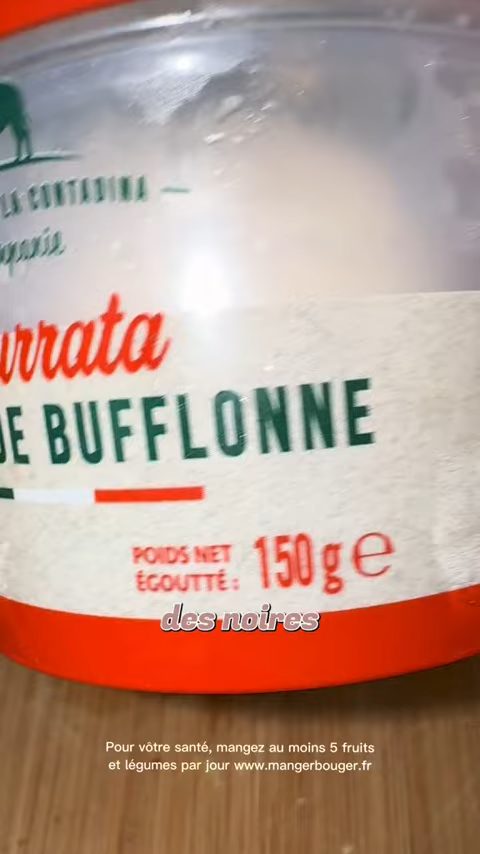 LA CONTADINA
urrata
DE BUFFLONNE
POIDS NET
ÉGOUTTÉ : 150g e
des noires
Pour vôtre santé, mangez au moins 5 fruits
et légumes par jour www.mangerbouger.fr